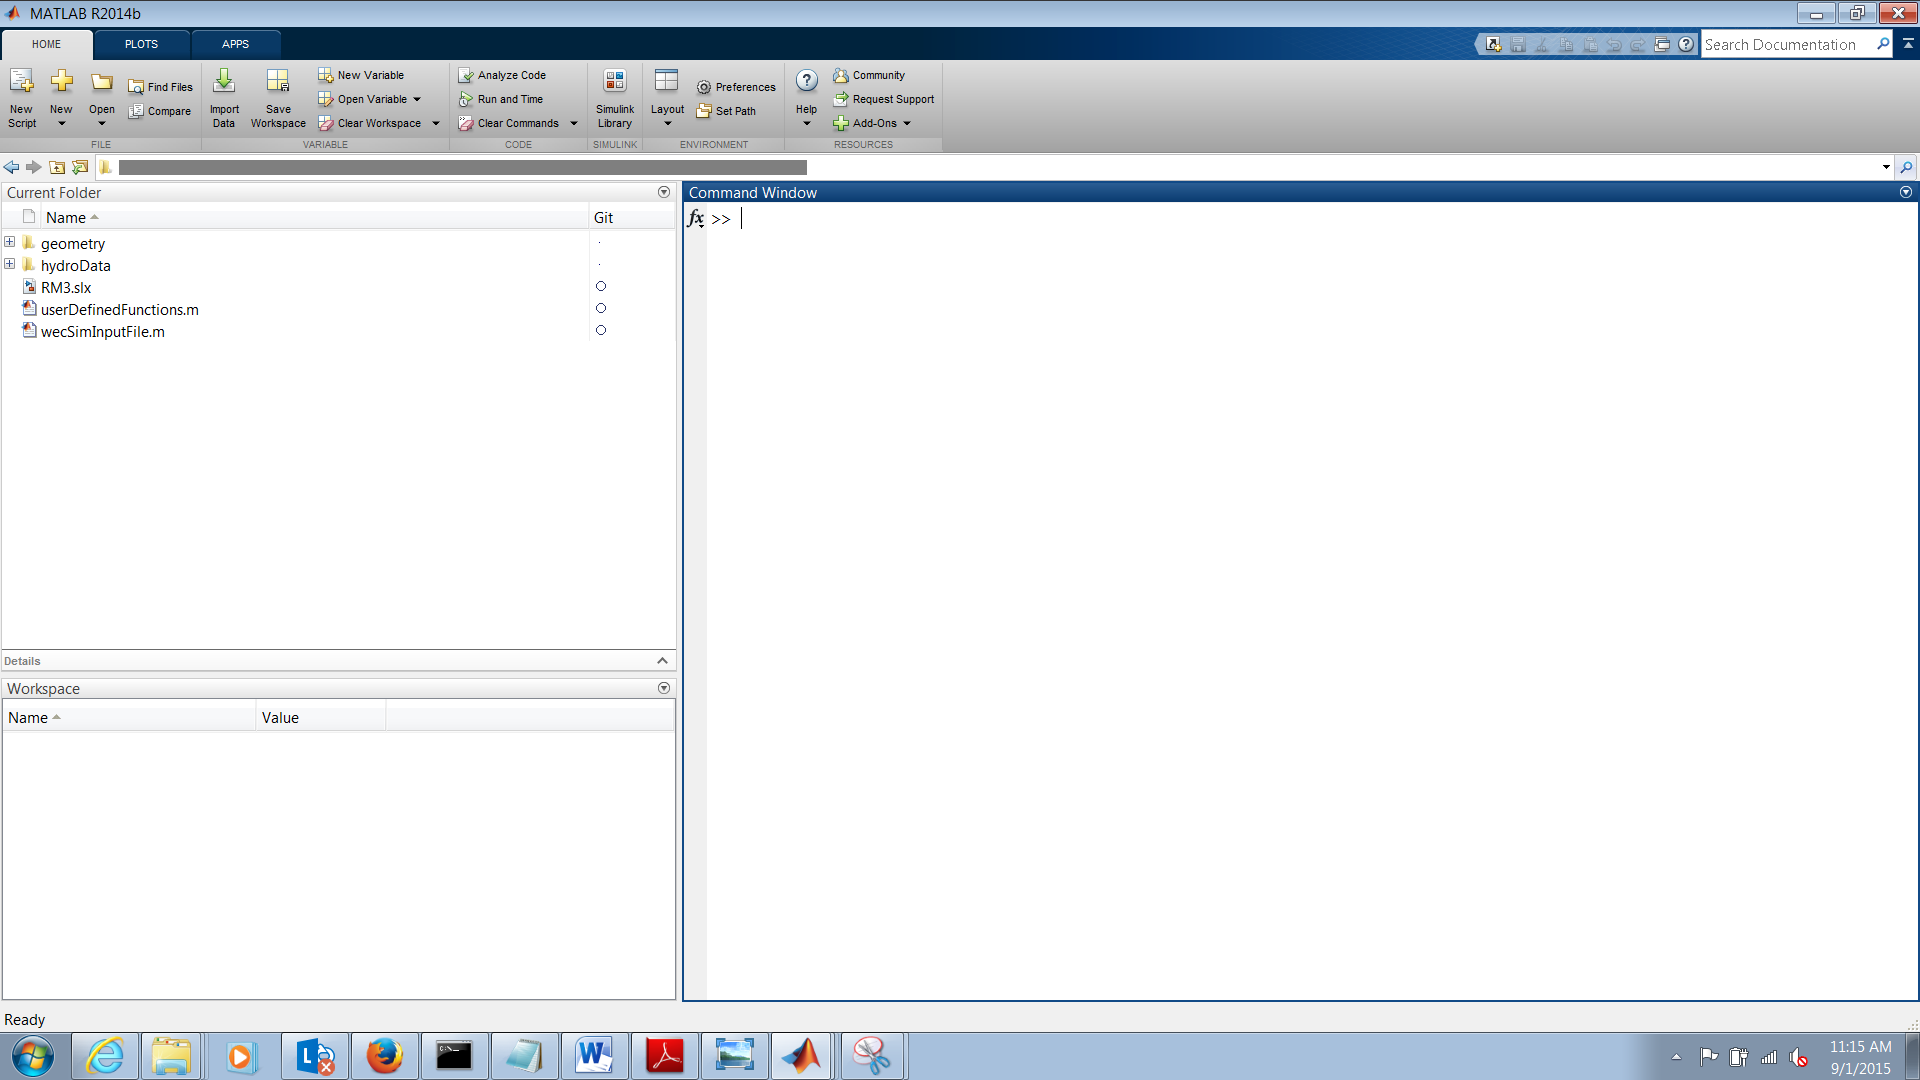 MATLAB R2014b
HOME PLOTS APPS
Search Documentation
New Script
New
Open
Find Files
Compare
FILE
Import Data
Save Workspace
New Variable
Open Variable
Clear Workspace
VARIABLE
Analyze Code
Run and Time
Clear Commands
CODE
Simulink Library
SIMULINK
Layout
Preferences
Set Path
ENVIRONMENT
Help
Community
Request Support
Add-Ons
RESOURCES
Current Folder
Name Git
geometry
hydroData
RM3.slx
userDefinedFunctions.m
wecSimInputFile.m
Details
Workspace
Name Value
Command Window
fx >>
Ready
11:15 AM
9/1/2015